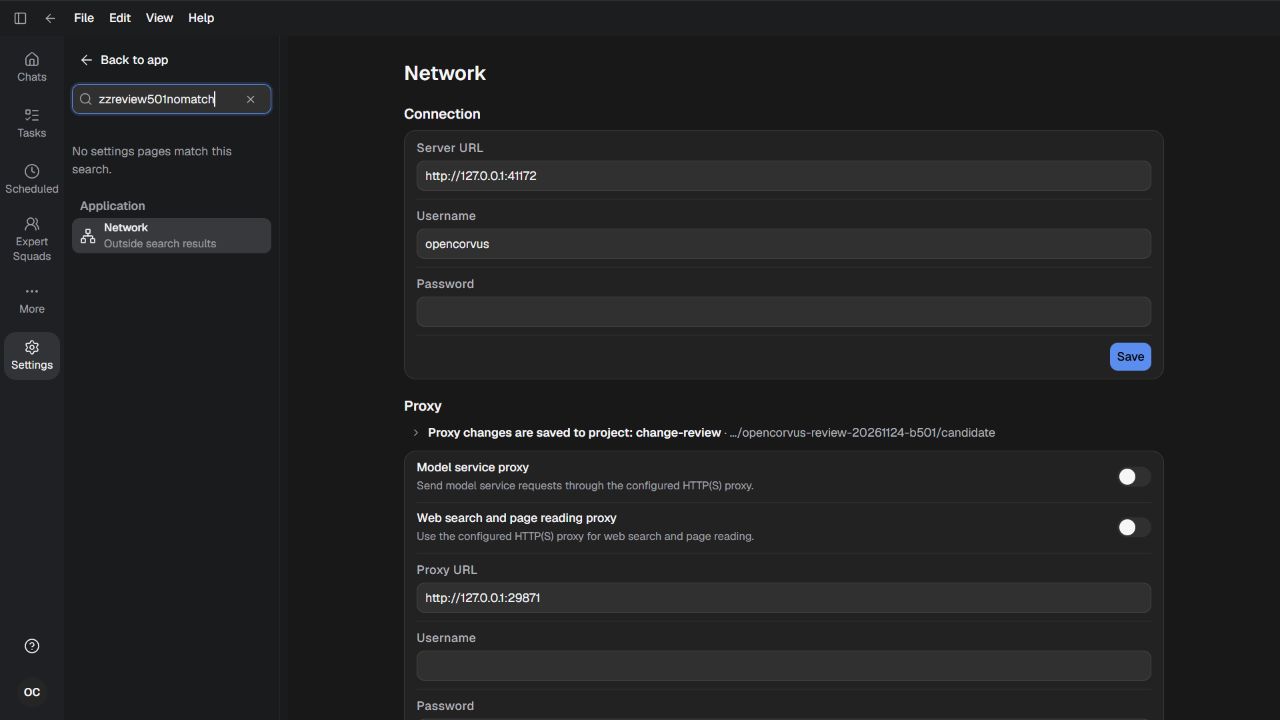 File Edit View Help
Chats
Tasks
Scheduled
Expert
Squads
More
Settings
OC
Back to app
zzreview501nomatch
No settings pages match this
search.
Application
Network
Outside search results
Network
Connection
Server URL
http://127.0.0.1:41172
Username
opencorvus
Password
Save
Proxy
Proxy changes are saved to project: change-review · .../opencorvus-review-20261124-b501/candidate
Model service proxy
Send model service requests through the configured HTTP(S) proxy.
Web search and page reading proxy
Use the configured HTTP(S) proxy for web search and page reading.
Proxy URL
http://127.0.0.1:29871
Username
Password